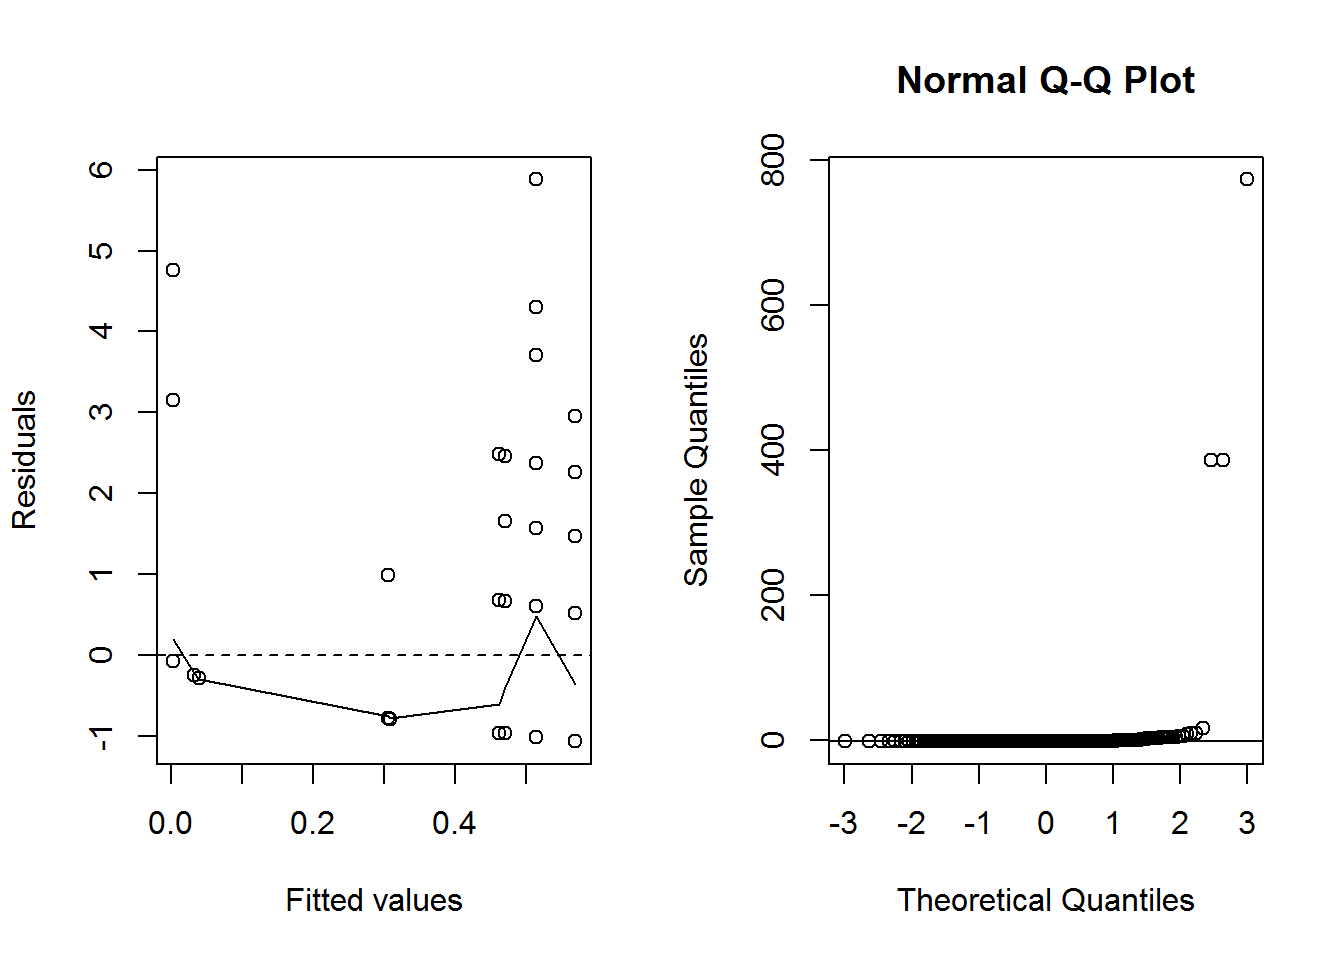 Residuals
6
5
4
3
2
1
0
-1
0.0 0.2 0.4
Fitted values
Normal Q-Q Plot
Sample Quantiles
800
600
400
200
0
-3 -2 -1 0 1 2 3
Theoretical Quantiles